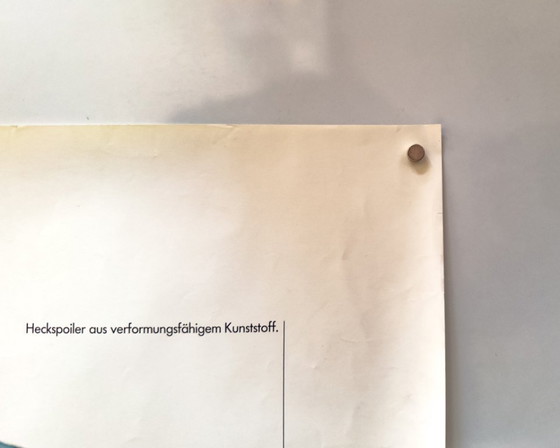 Heckspoiler aus verformungsfähigem Kunststoff.